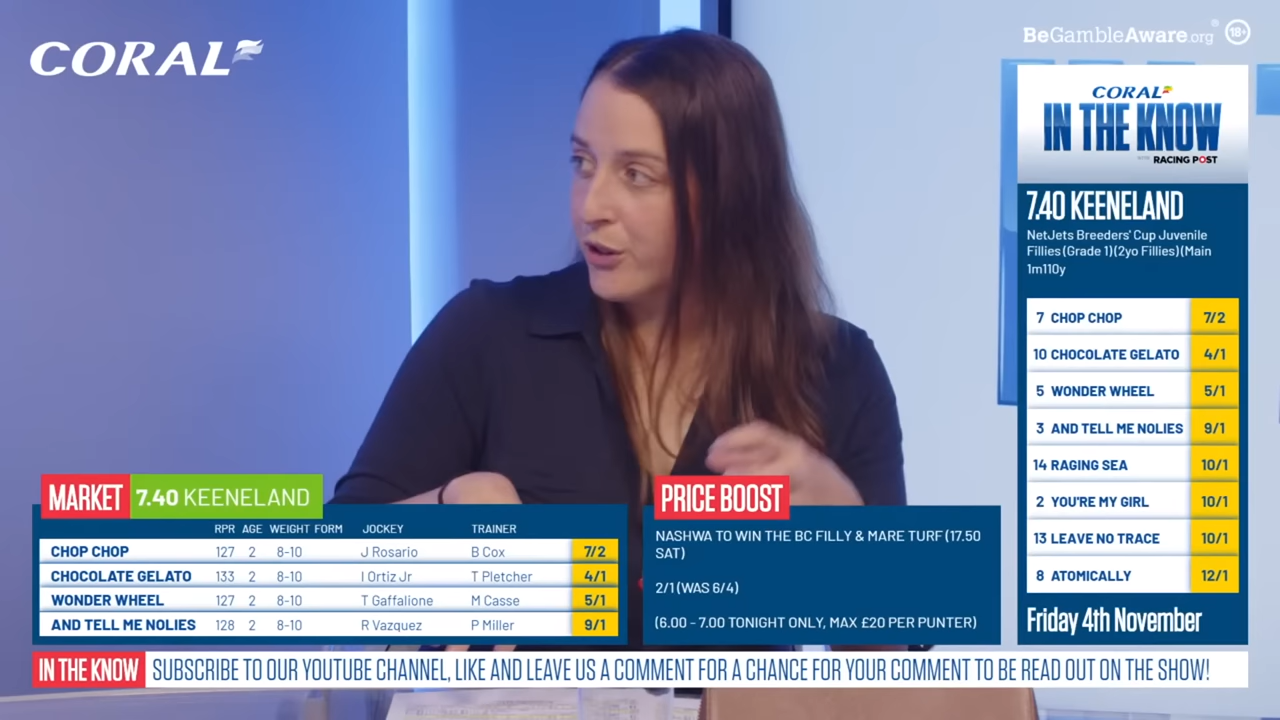 CORAL
BeGambleAware.org®
18+
CORAL
IN THE KNOW
WITH RACING POST
7.40 KEENELAND
NetJets Breeders' Cup Juvenile
Fillies (Grade 1) (2yo Fillies) (Main
1m110y
7 CHOP CHOP 7/2
10 CHOCOLATE GELATO 4/1
5 WONDER WHEEL 5/1
3 AND TELL ME NOLIES 9/1
14 RAGING SEA 10/1
2 YOU'RE MY GIRL 10/1
13 LEAVE NO TRACE 10/1
8 ATOMICALLY 12/1
Friday 4th November
MARKET 7.40 KEENELAND
RPR AGE WEIGHT FORM JOCKEY TRAINER
CHOP CHOP 127 2 8-10 J Rosario B Cox 7/2
CHOCOLATE GELATO 133 2 8-10 I Ortiz Jr T Pletcher 4/1
WONDER WHEEL 127 2 8-10 T Gaffalione M Casse 5/1
AND TELL ME NOLIES 128 2 8-10 R Vazquez P Miller 9/1
PRICE BOOST
NASHWA TO WIN THE BC FILLY & MARE TURF (17.50
SAT)
2/1 (WAS 6/4)
(6.00 - 7.00 TONIGHT ONLY, MAX £20 PER PUNTER)
IN THE KNOW SUBSCRIBE TO OUR YOUTUBE CHANNEL, LIKE AND LEAVE US A COMMENT FOR A CHANCE FOR YOUR COMMENT TO BE READ OUT ON THE SHOW!